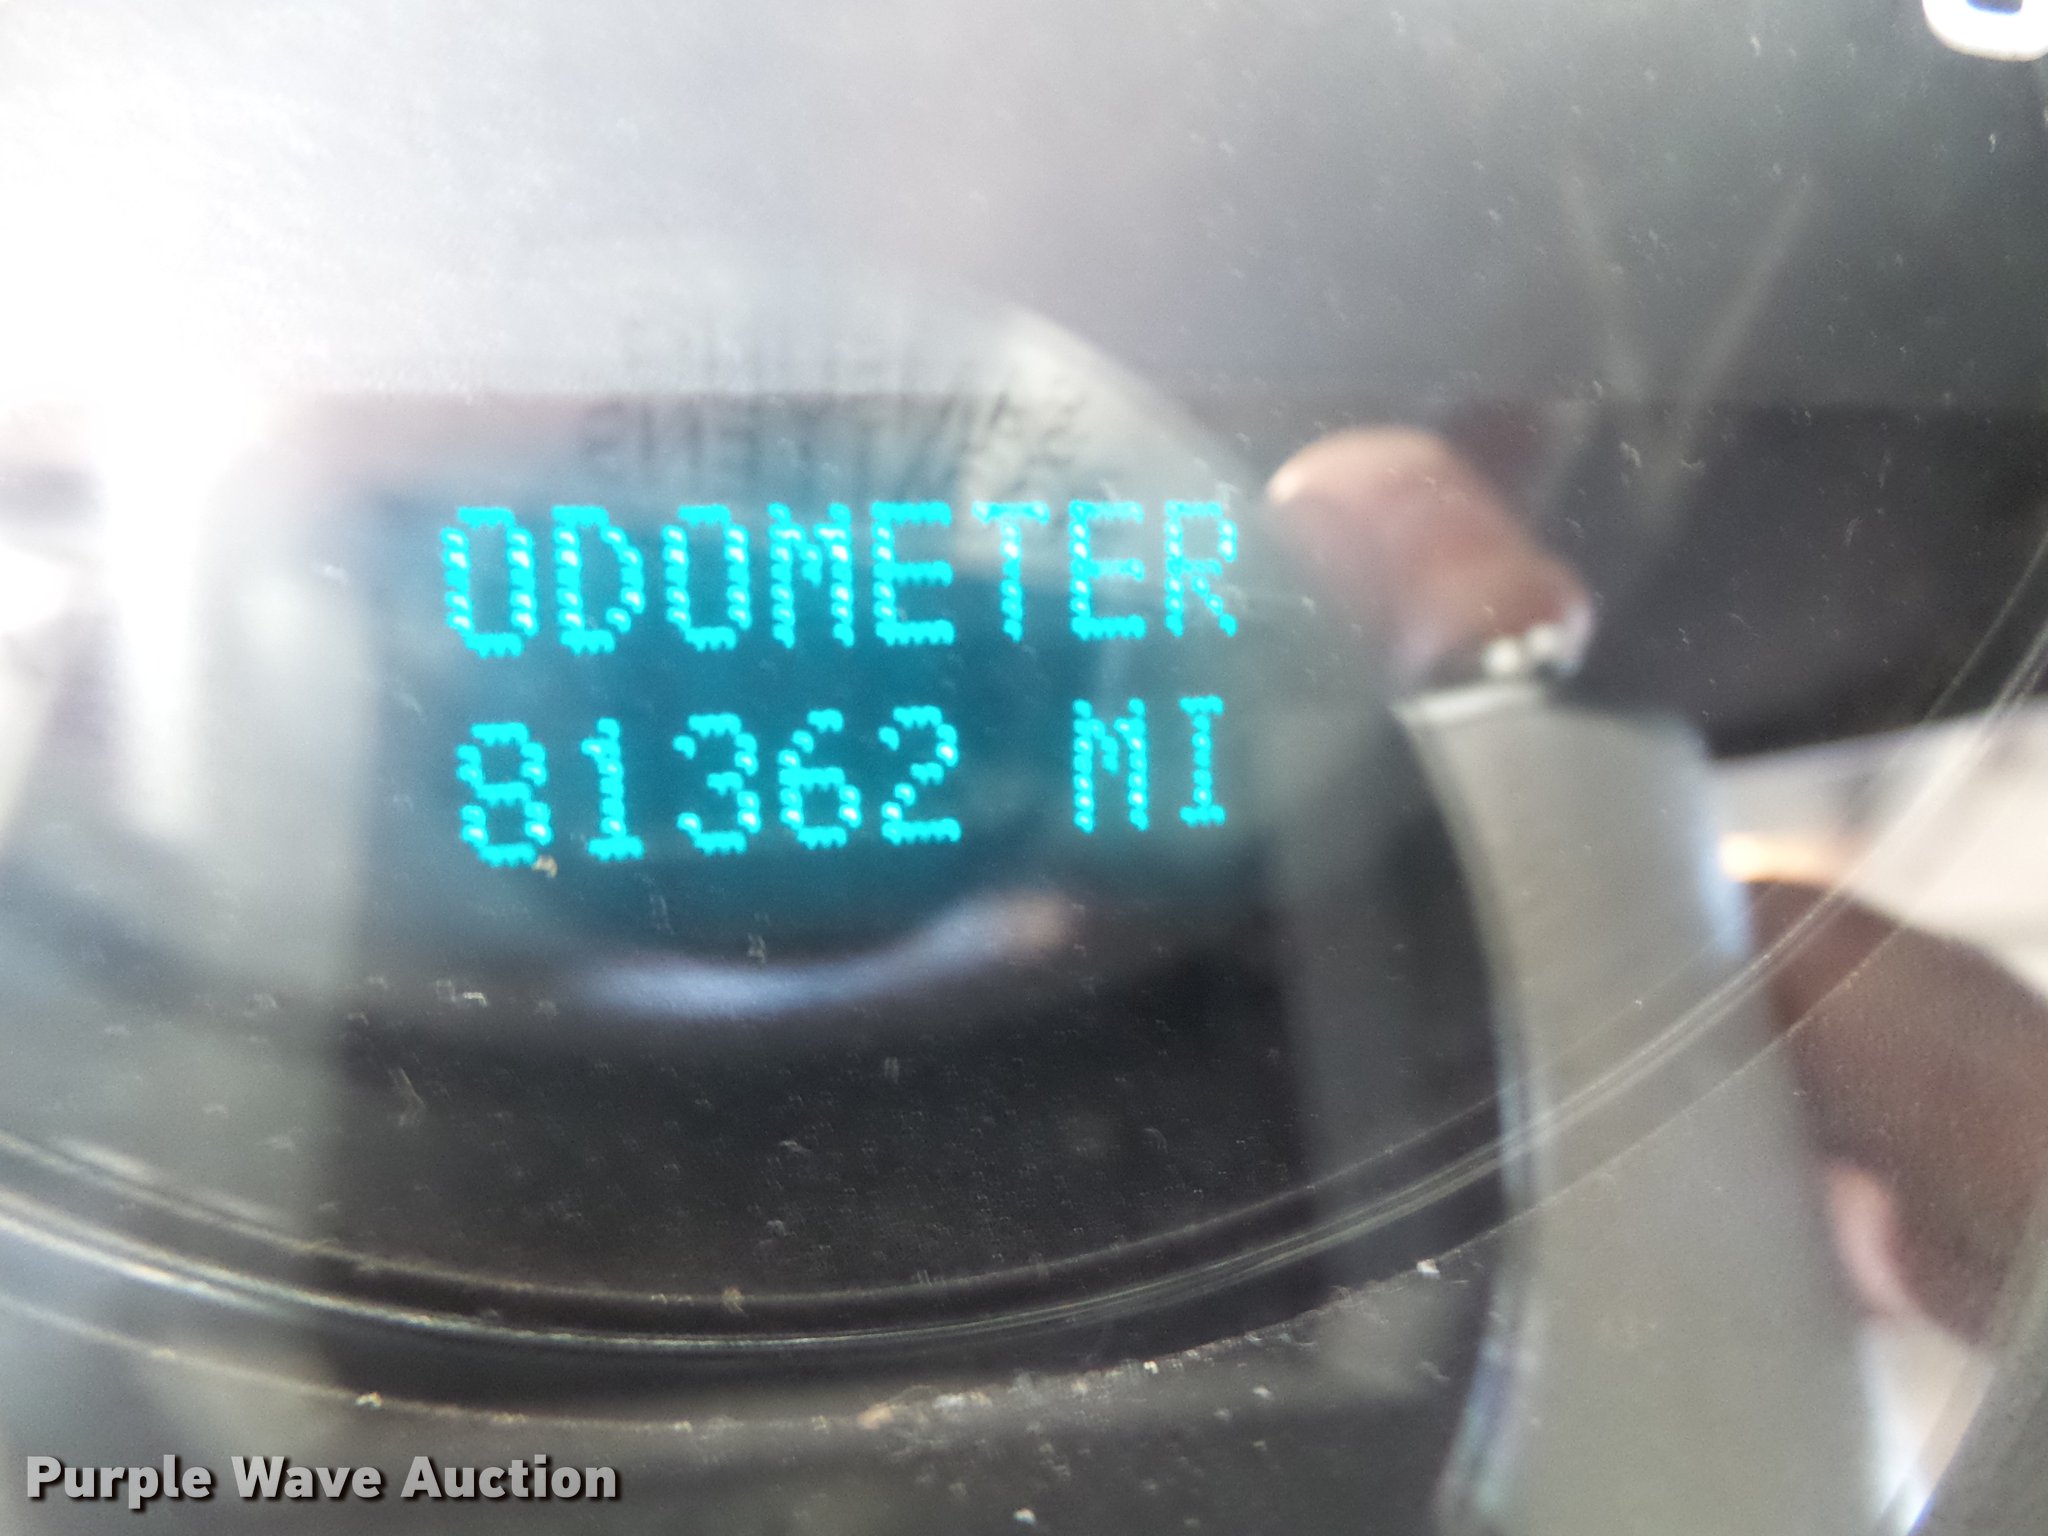 ODOMETER
81362 MI
Purple Wave Auction